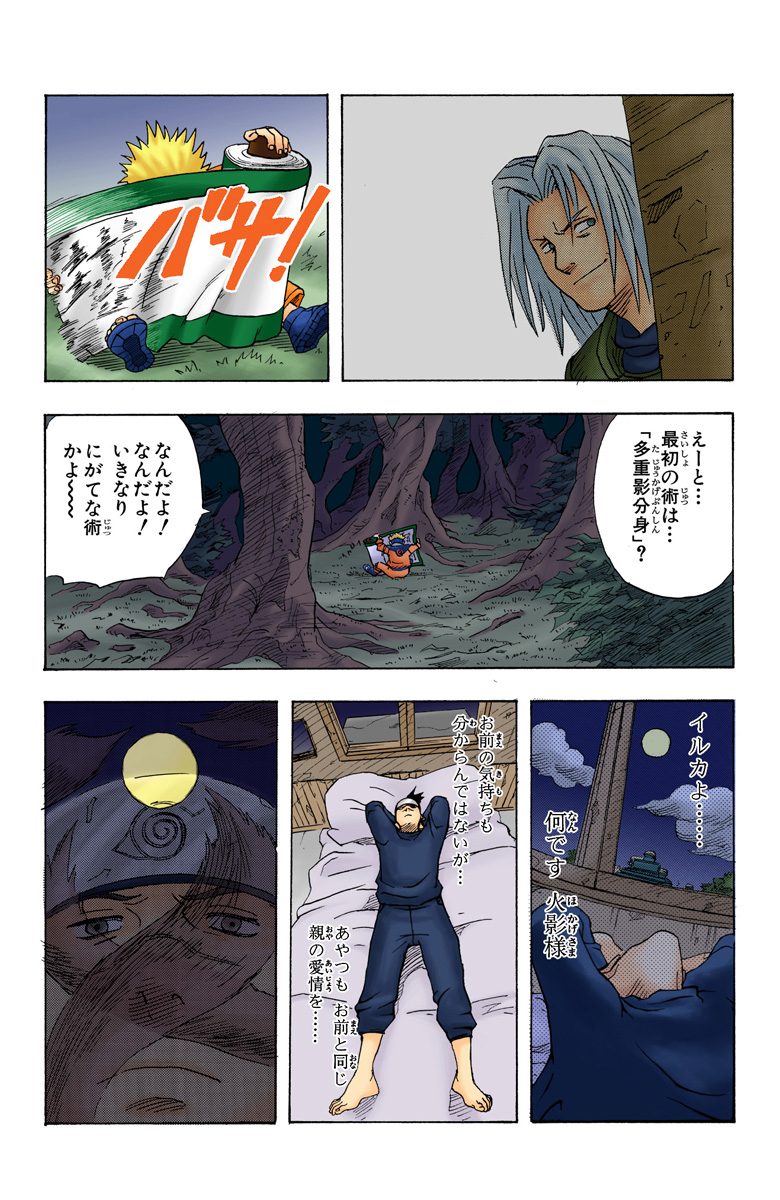 バサ!
えーと…
最初の術は…
「多重影分身」?
なんだよ!
なんだよ!
いきなり
にがてな術
かよ〜〜
イルカよ……
何です 火影様
お前の気持ちも
分からんではないが…
あやつも お前と同じ
親の愛情を……